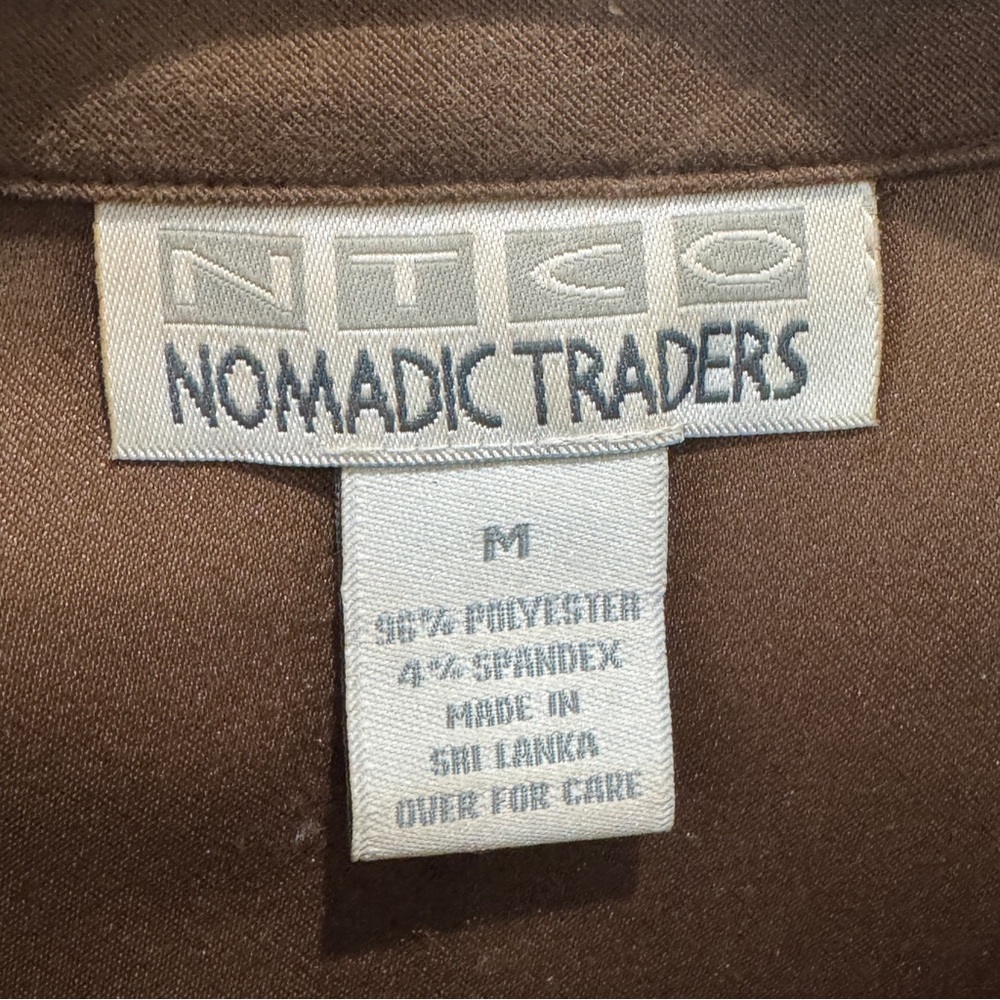 NTCO
NOMADIC TRADERS
M
96% POLYESTER
4% SPANDEX
MADE IN
SRI LANKA
OVER FOR CARE